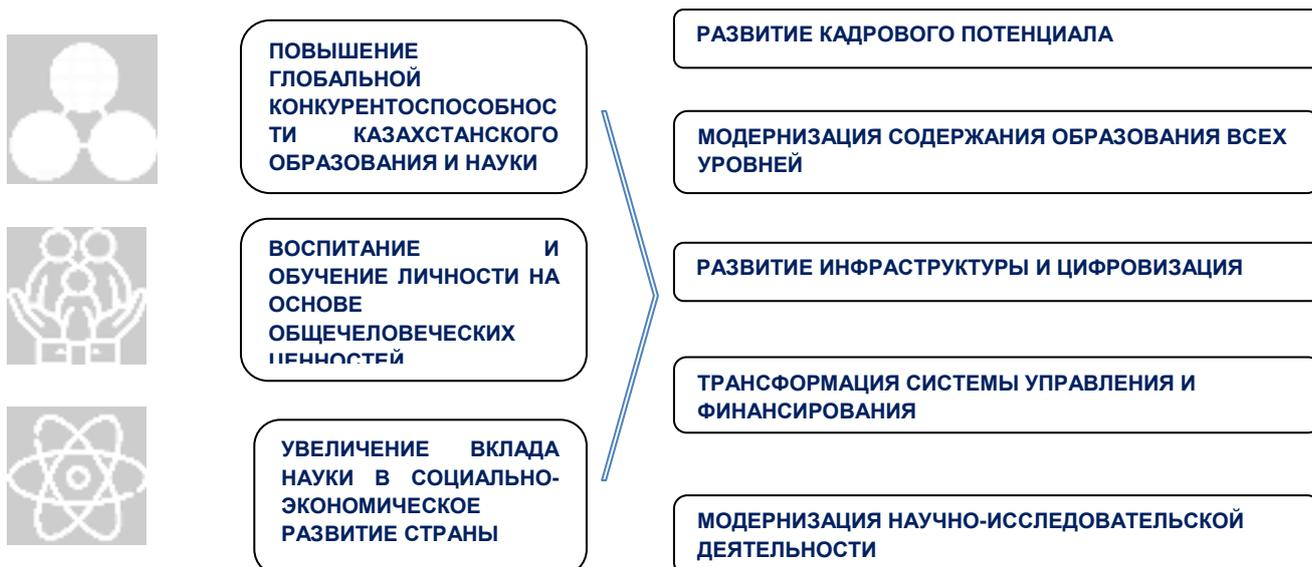 ПОВЫШЕНИЕ
ГЛОБАЛЬНОЙ
КОНКУРЕНТОСПОСОБНОС
ТИ КАЗАХСТАНСКОГО
ОБРАЗОВАНИЯ И НАУКИ
ВОСПИТАНИЕ И
ОБУЧЕНИЕ ЛИЧНОСТИ НА
ОСНОВЕ
ОБЩЕЧЕЛОВЕЧЕСКИХ
ЦЕННОСТЕЙ
УВЕЛИЧЕНИЕ ВКЛАДА
НАУКИ В СОЦИАЛЬНО-
ЭКОНОМИЧЕСКОЕ
РАЗВИТИЕ СТРАНЫ
РАЗВИТИЕ КАДРОВОГО ПОТЕНЦИАЛА
МОДЕРНИЗАЦИЯ СОДЕРЖАНИЯ ОБРАЗОВАНИЯ ВСЕХ
УРОВНЕЙ
РАЗВИТИЕ ИНФРАСТРУКТУРЫ И ЦИФРОВИЗАЦИЯ
ТРАНСФОРМАЦИЯ СИСТЕМЫ УПРАВЛЕНИЯ И
ФИНАНСИРОВАНИЯ
МОДЕРНИЗАЦИЯ НАУЧНО-ИССЛЕДОВАТЕЛЬСКОЙ
ДЕЯТЕЛЬНОСТИ